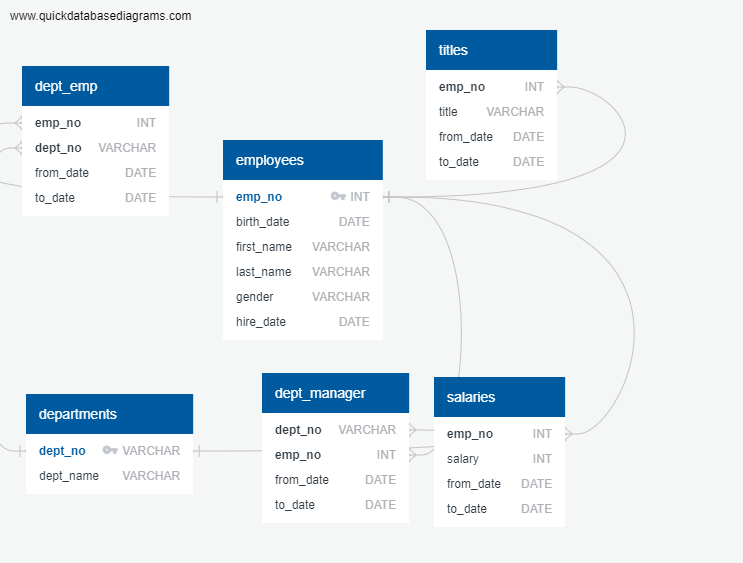 www.quickdatabasediagrams.com
titles
emp_no INT
title VARCHAR
from_date DATE
to_date DATE
dept_emp
emp_no INT
dept_no VARCHAR
from_date DATE
to_date DATE
employees
emp_no INT
birth_date DATE
first_name VARCHAR
last_name VARCHAR
gender VARCHAR
hire_date DATE
departments
dept_no VARCHAR
dept_name VARCHAR
dept_manager
dept_no VARCHAR
emp_no INT
from_date DATE
to_date DATE
salaries
emp_no INT
salary INT
from_date DATE
to_date DATE